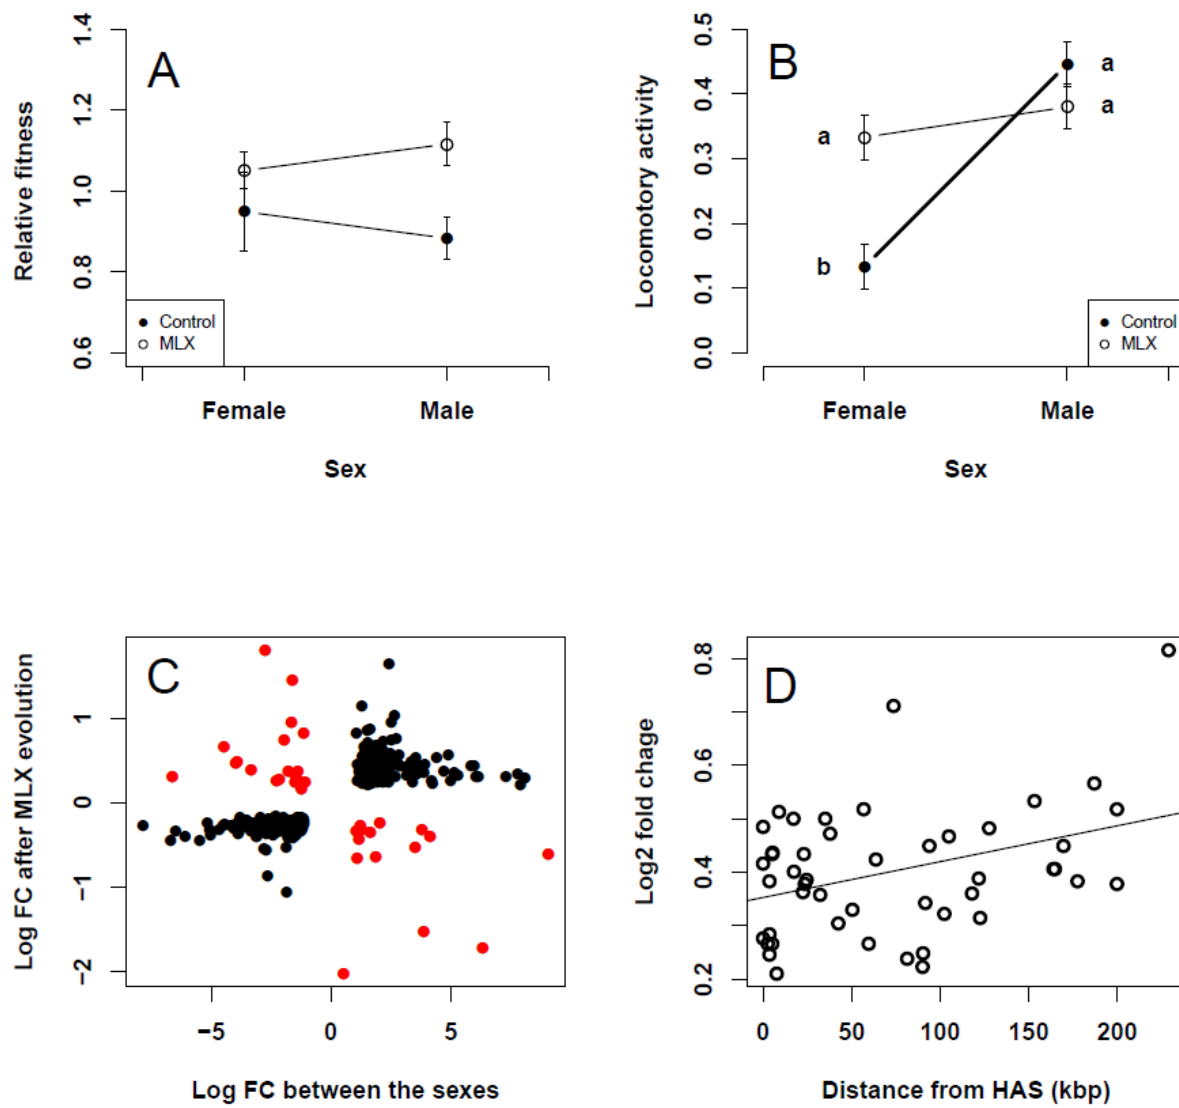 A
Relative fitness
1.4
1.2
1.0
0.8
0.6
Control
MLX
Female
Male
Sex
B
Locomotory activity
0.5
0.4
0.3
0.2
0.1
0.0
a
a
a
b
Control
MLX
Female
Male
Sex
C
Log FC after MLX evolution
1
0
−1
−2
−5
0
5
Log FC between the sexes
D
Log2 fold chage
0.8
0.6
0.4
0.2
0
50
100
150
200
Distance from HAS (kbp)